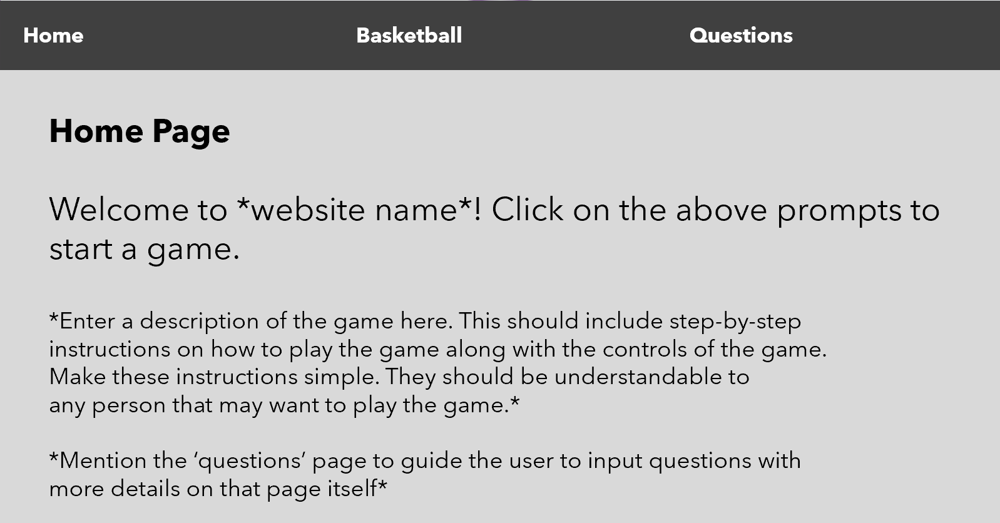 Home Basketball Questions
Home Page
Welcome to *website name*! Click on the above prompts to
start a game.
*Enter a description of the game here. This should include step-by-step
instructions on how to play the game along with the controls of the game.
Make these instructions simple. They should be understandable to
any person that may want to play the game.*
*Mention the ‘questions’ page to guide the user to input questions with
more details on that page itself*